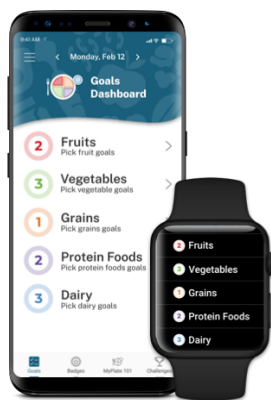 9:41 AM
< Monday, Feb 12 >
Goals
Dashboard
2 Fruits
Pick fruit goals
3 Vegetables
Pick vegetable goals
1 Grains
Pick grains goals
2 Protein Foods
Pick protein foods goals
3 Dairy
Pick dairy goals
Goals Badges MyPlate 101 Challenges
2 Fruits
3 Vegetables
1 Grains
2 Protein Foods
3 Dairy